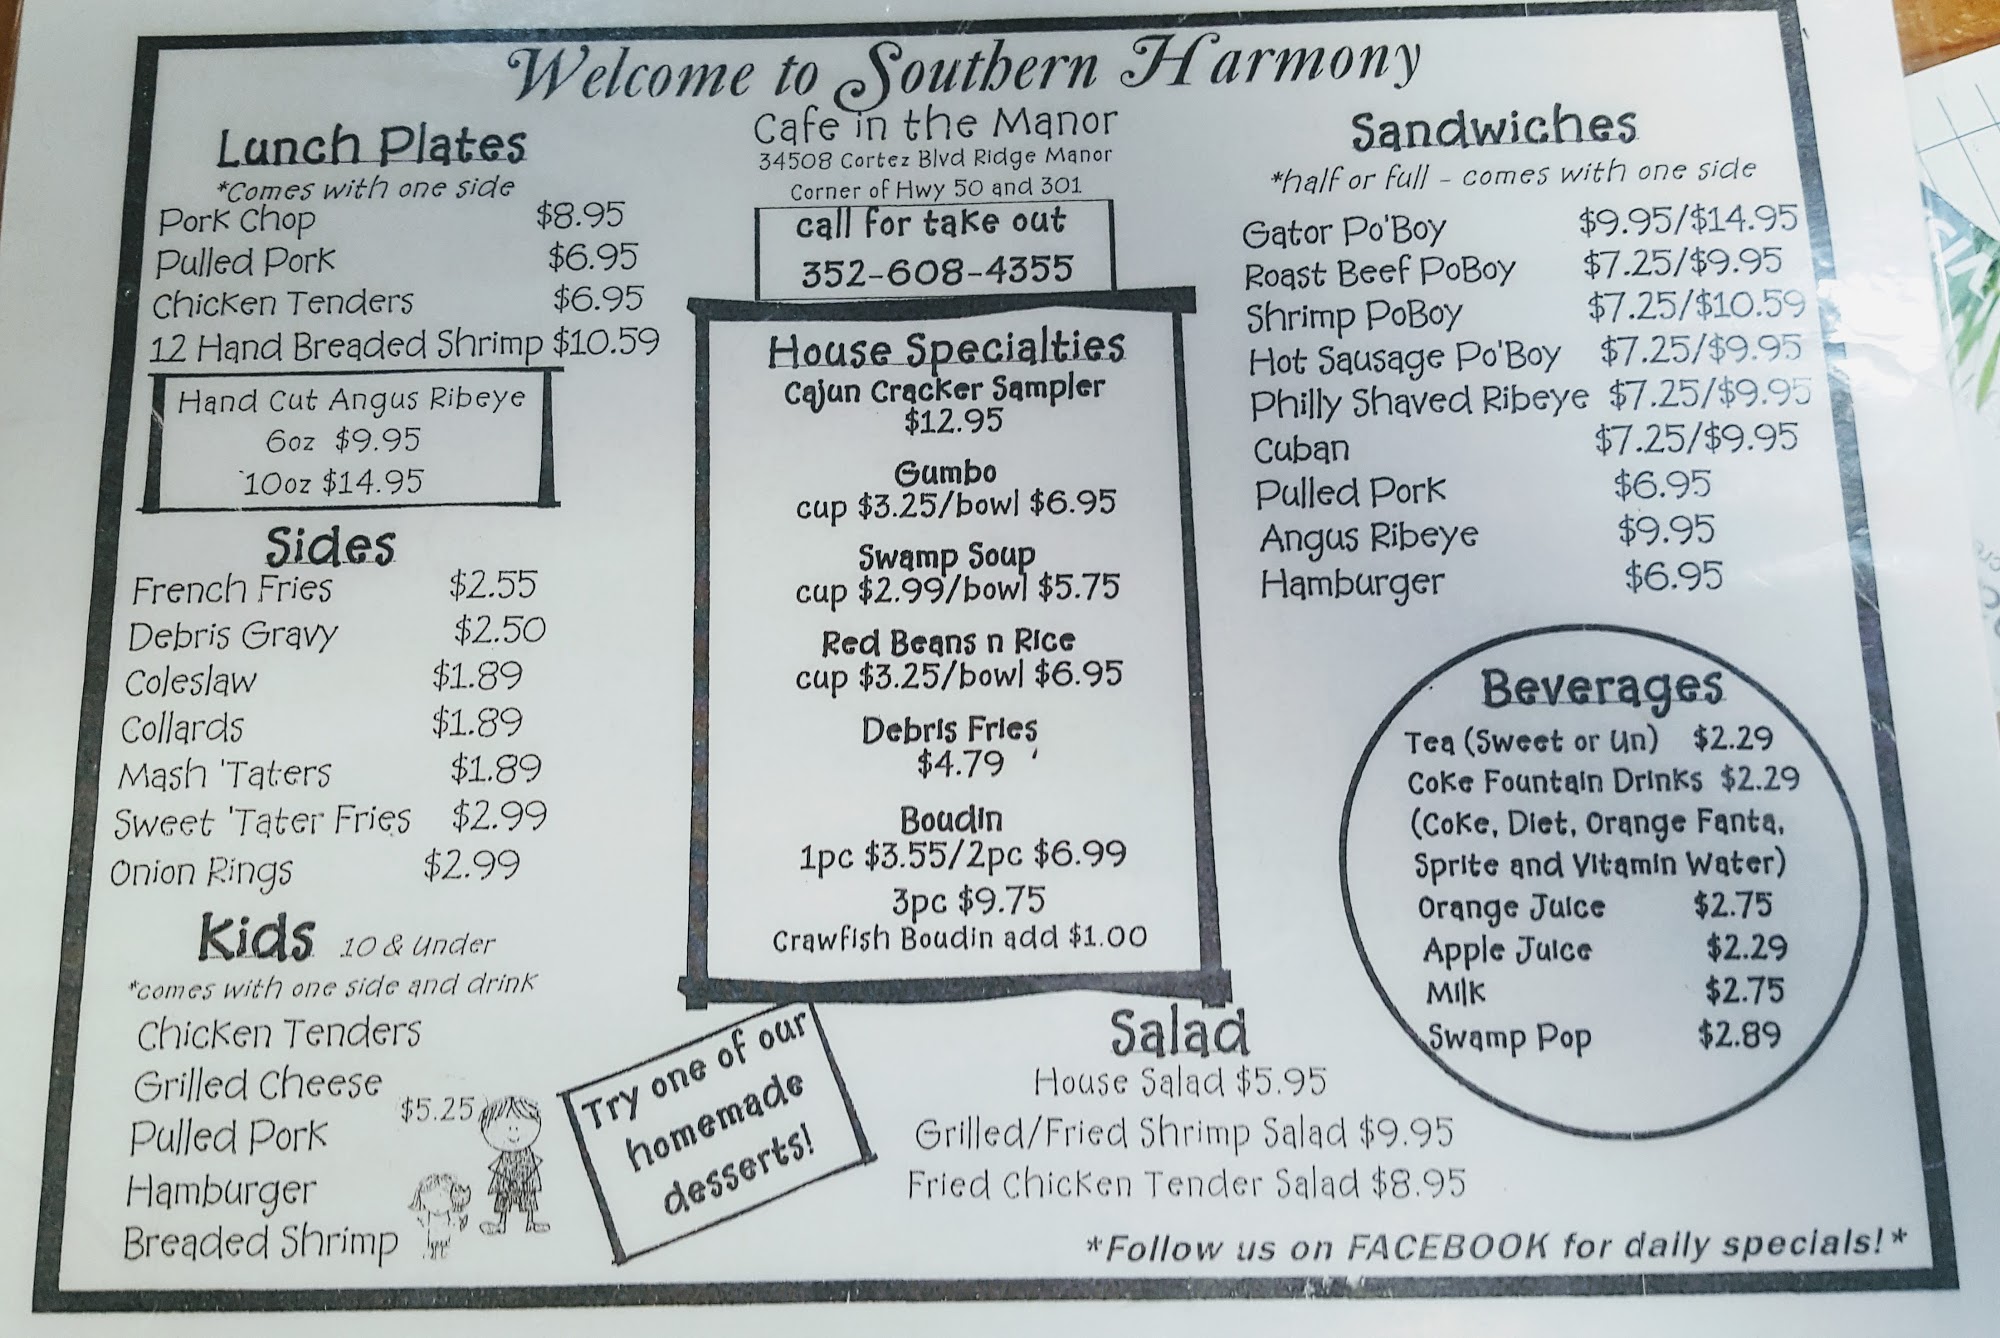 Welcome to Southern Harmony
Cafe in the Manor
34508 Cortez Blvd Ridge Manor
Corner of Hwy 50 and 301
call for take out
352-608-4355
Lunch Plates
*Comes with one side
Pork Chop $8.95
Pulled Pork $6.95
Chicken Tenders $6.95
12 Hand Breaded Shrimp $10.59
Hand Cut Angus Ribeye
6oz $9.95
10oz $14.95
Sides
French Fries $2.55
Debris Gravy $2.50
Coleslaw $1.89
Collards $1.89
Mash 'Taters $1.89
Sweet 'Tater Fries $2.99
Onion Rings $2.99
Kids 10 & Under
*comes with one side and drink
Chicken Tenders
Grilled Cheese
$5.25
Pulled Pork
Hamburger
Breaded Shrimp
House Specialties
Cajun Cracker Sampler
$12.95
Gumbo
cup $3.25/bowl $6.95
Swamp Soup
cup $2.99/bowl $5.75
Red Beans n Rice
cup $3.25/bowl $6.95
Debris Fries
$4.79
Boudin
1pc $3.55/2pc $6.99
3pc $9.75
Crawfish Boudin add $1.00
Try one of our
homemade
desserts!
Sandwiches
*half or full - comes with one side
Gator Po'Boy $9.95/$14.95
Roast Beef PoBoy $7.25/$9.95
Shrimp PoBoy $7.25/$10.59
Hot Sausage Po'Boy $7.25/$9.95
Philly Shaved Ribeye $7.25/$9.95
Cuban $7.25/$9.95
Pulled Pork $6.95
Angus Ribeye $9.95
Hamburger $6.95
Beverages
Tea (Sweet or Un) $2.29
Coke Fountain Drinks $2.29
(Coke, Diet, Orange Fanta,
Sprite and Vitamin Water)
Orange Juice $2.75
Apple Juice $2.29
Milk $2.75
Swamp Pop $2.89
Salad
House Salad $5.95
Grilled/Fried Shrimp Salad $9.95
Fried Chicken Tender Salad $8.95
*Follow us on FACEBOOK for daily specials!*